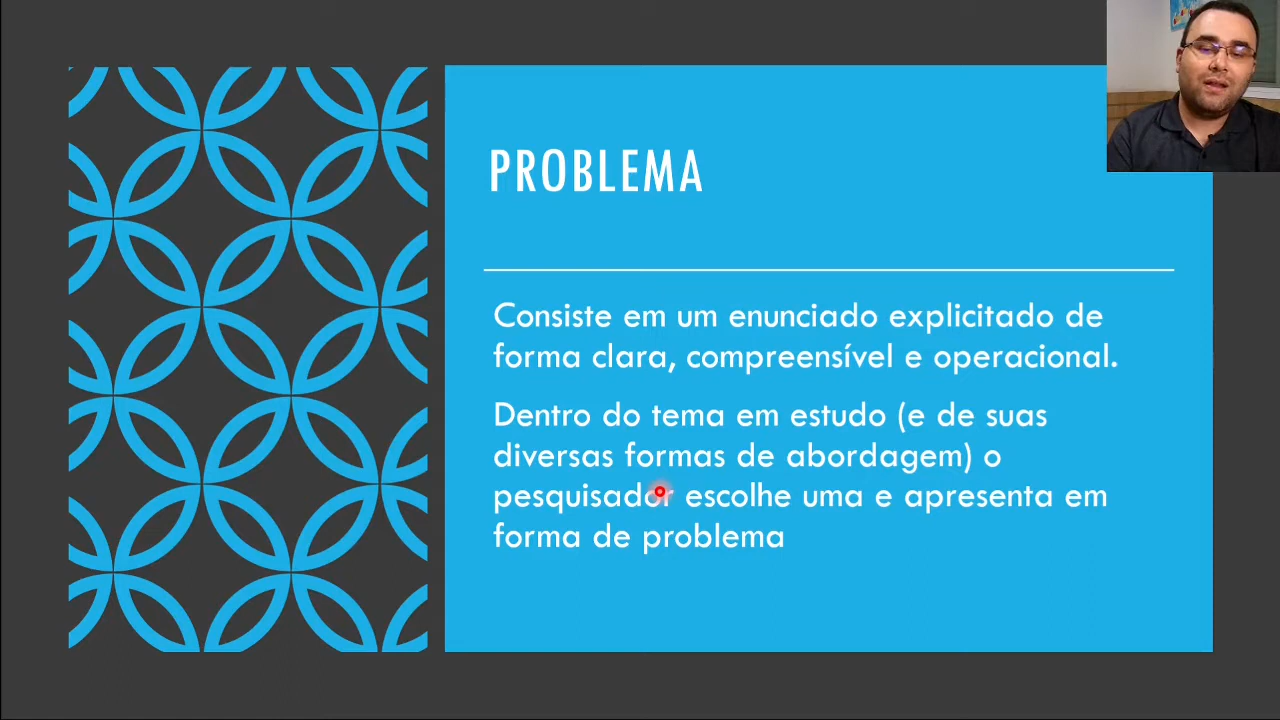 PROBLEMA
Consiste em um enunciado explicitado de
forma clara, compreensível e operacional.
Dentro do tema em estudo (e de suas
diversas formas de abordagem) o
pesquisador escolhe uma e apresenta em
forma de problema